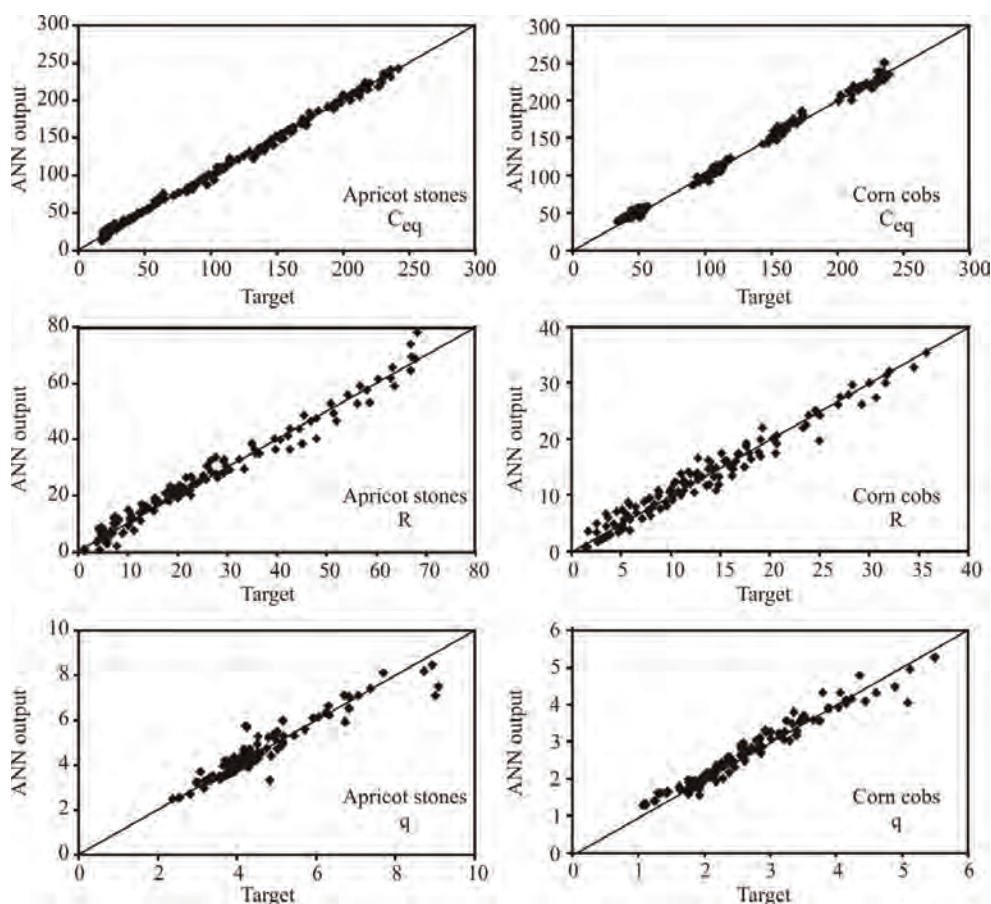 300
250
200
150
100
50
0
ANN output
Apricot stones
C_eq
0 50 100 150 200 250 300
Target
300
250
200
150
100
50
0
ANN output
Corn cobs
C_eq
0 50 100 150 200 250 300
Target
80
60
40
20
0
ANN output
Apricot stones
R
0 10 20 30 40 50 60 70 80
Target
40
30
20
10
0
ANN output
Corn cobs
R
0 5 10 15 20 25 30 35 40
Target
10
8
6
4
2
0
ANN output
Apricot stones
q
0 2 4 6 8 10
Target
6
5
4
3
2
1
0
ANN output
Corn cobs
q
0 1 2 3 4 5 6
Target